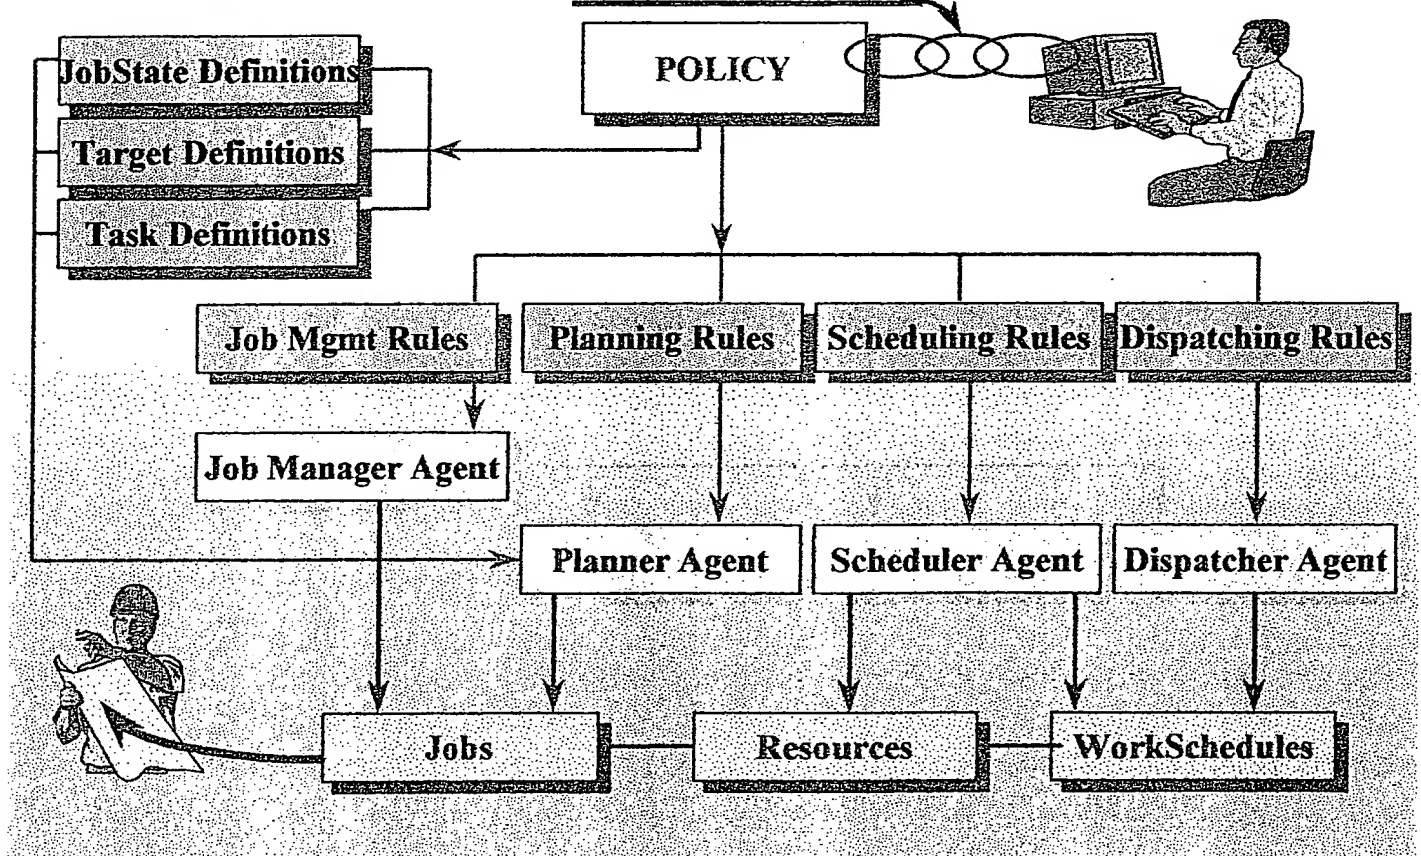 POLICY
JobState Definitions
Target Definitions
Task Definitions
Job Mgmt Rules
Planning Rules
Scheduling Rules
Dispatching Rules
Job Manager Agent
Planner Agent
Scheduler Agent
Dispatcher Agent
Jobs
Resources
WorkSchedules